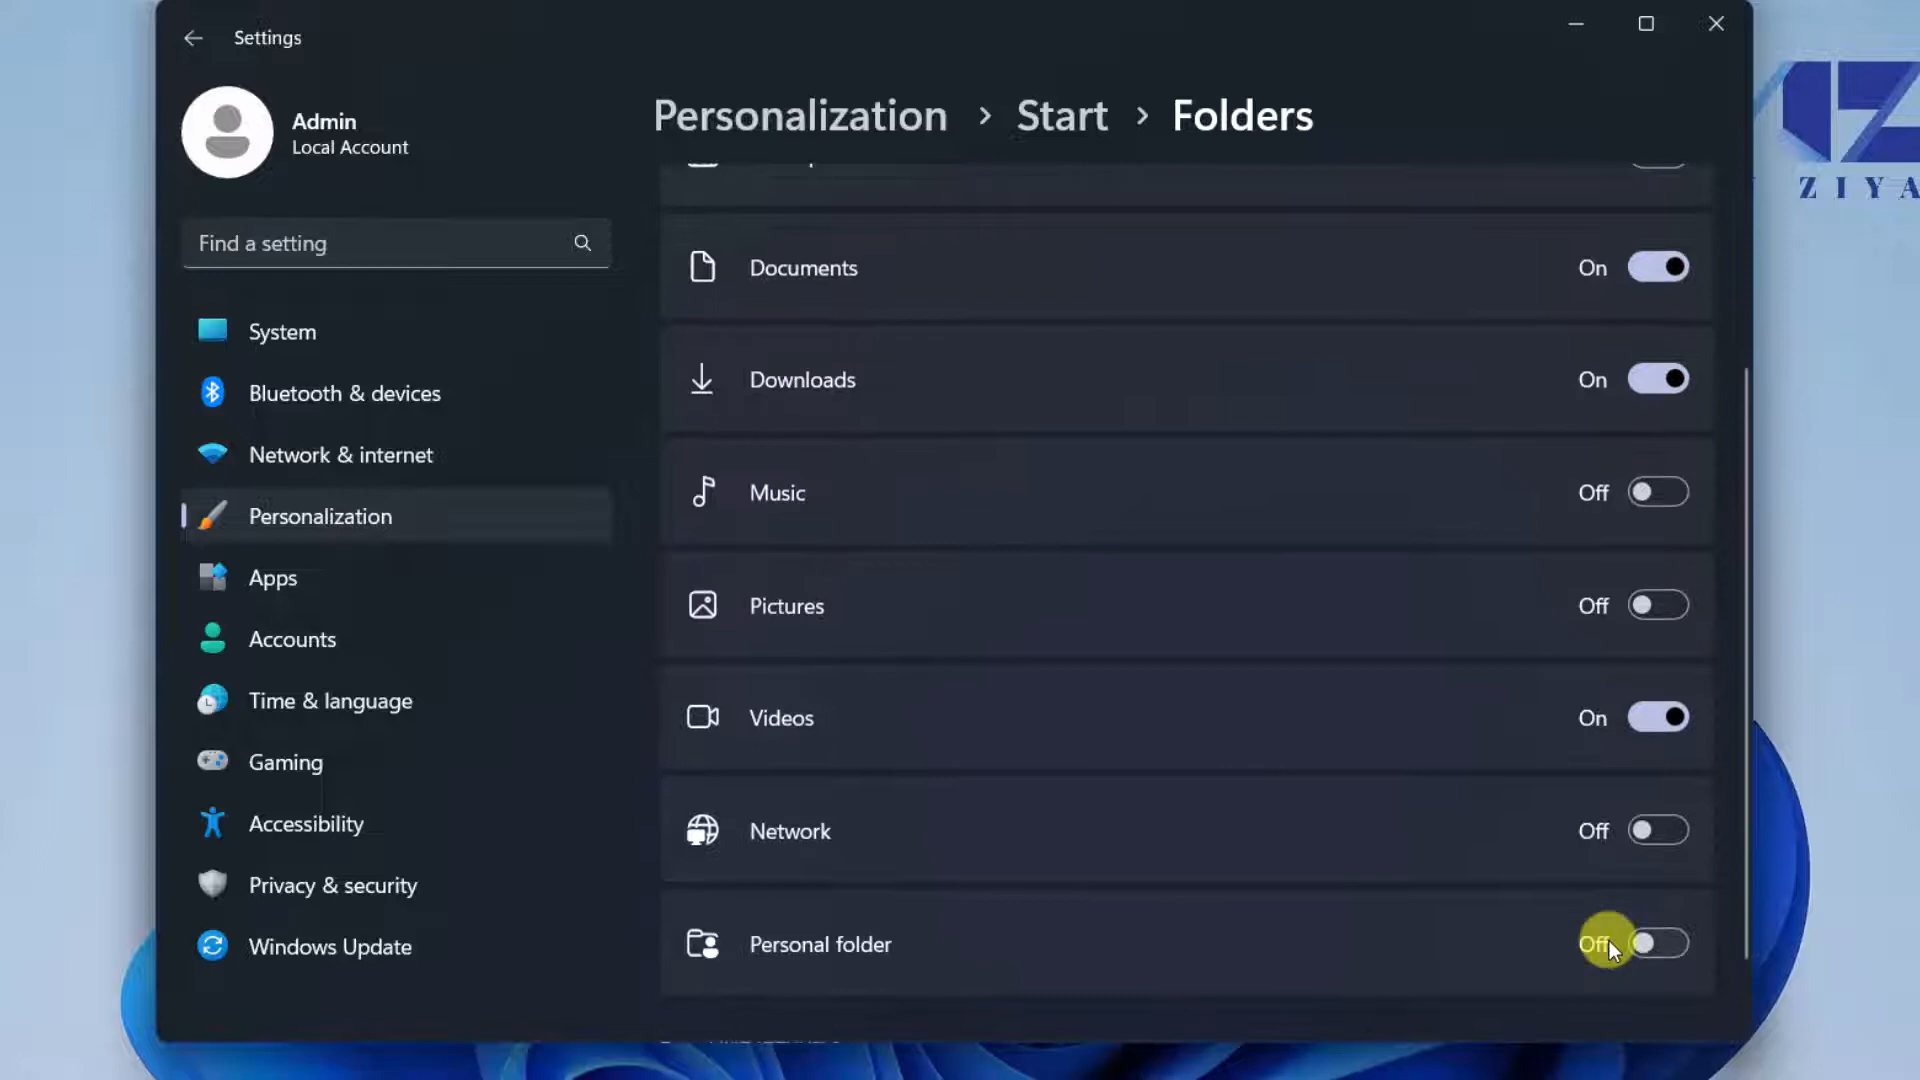 Settings
Admin
Local Account
Find a setting
System
Bluetooth & devices
Network & internet
Personalization
Apps
Accounts
Time & language
Gaming
Accessibility
Privacy & security
Windows Update
Personalization > Start > Folders
Documents On
Downloads On
Music Off
Pictures Off
Videos On
Network Off
Personal folder Off
ZIYA